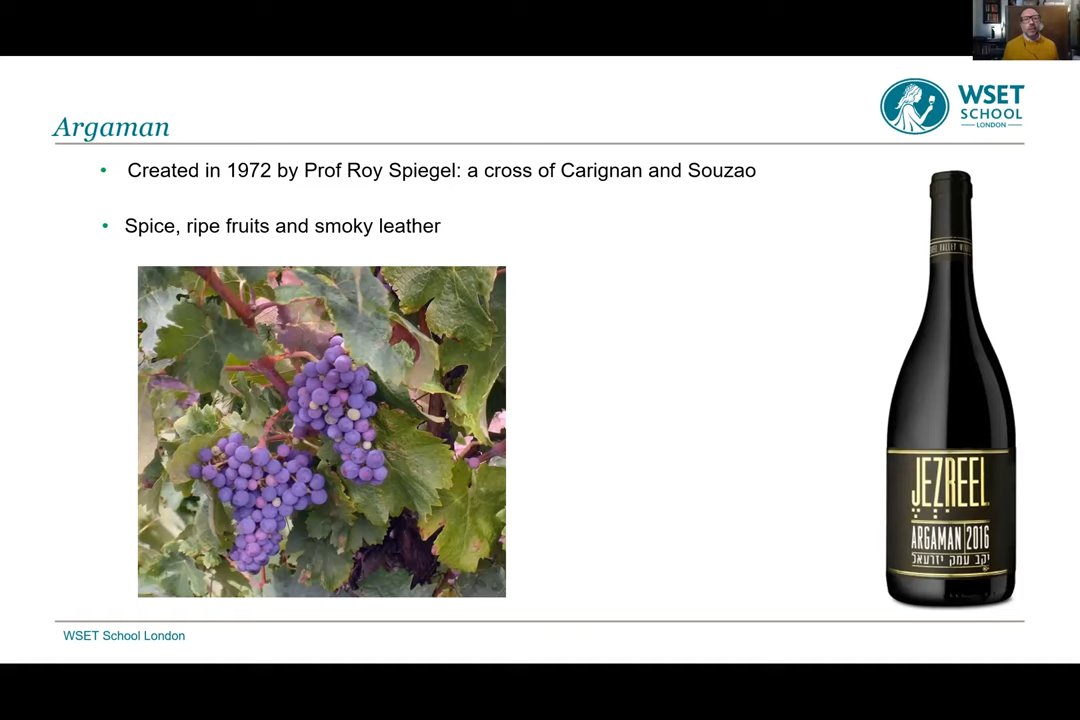 WSET
SCHOOL
LONDON
Argaman
• Created in 1972 by Prof Roy Spiegel: a cross of Carignan and Souzao
• Spice, ripe fruits and smoky leather
JEZREEL
ARGAMAN 2016
יקב עמק יזרעאל
WSET School London